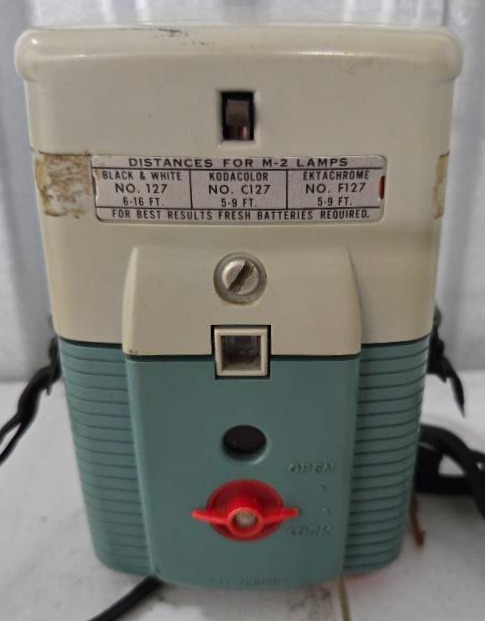 DISTANCES FOR M-2 LAMPS
BLACK & WHITE KODACOLOR EKTACHROME
NO. 127 NO. C127 NO. F127
6-16 FT. 5-9 FT. 5-9 FT.
FOR BEST RESULTS FRESH BATTERIES REQUIRED.
OPEN
LOCK